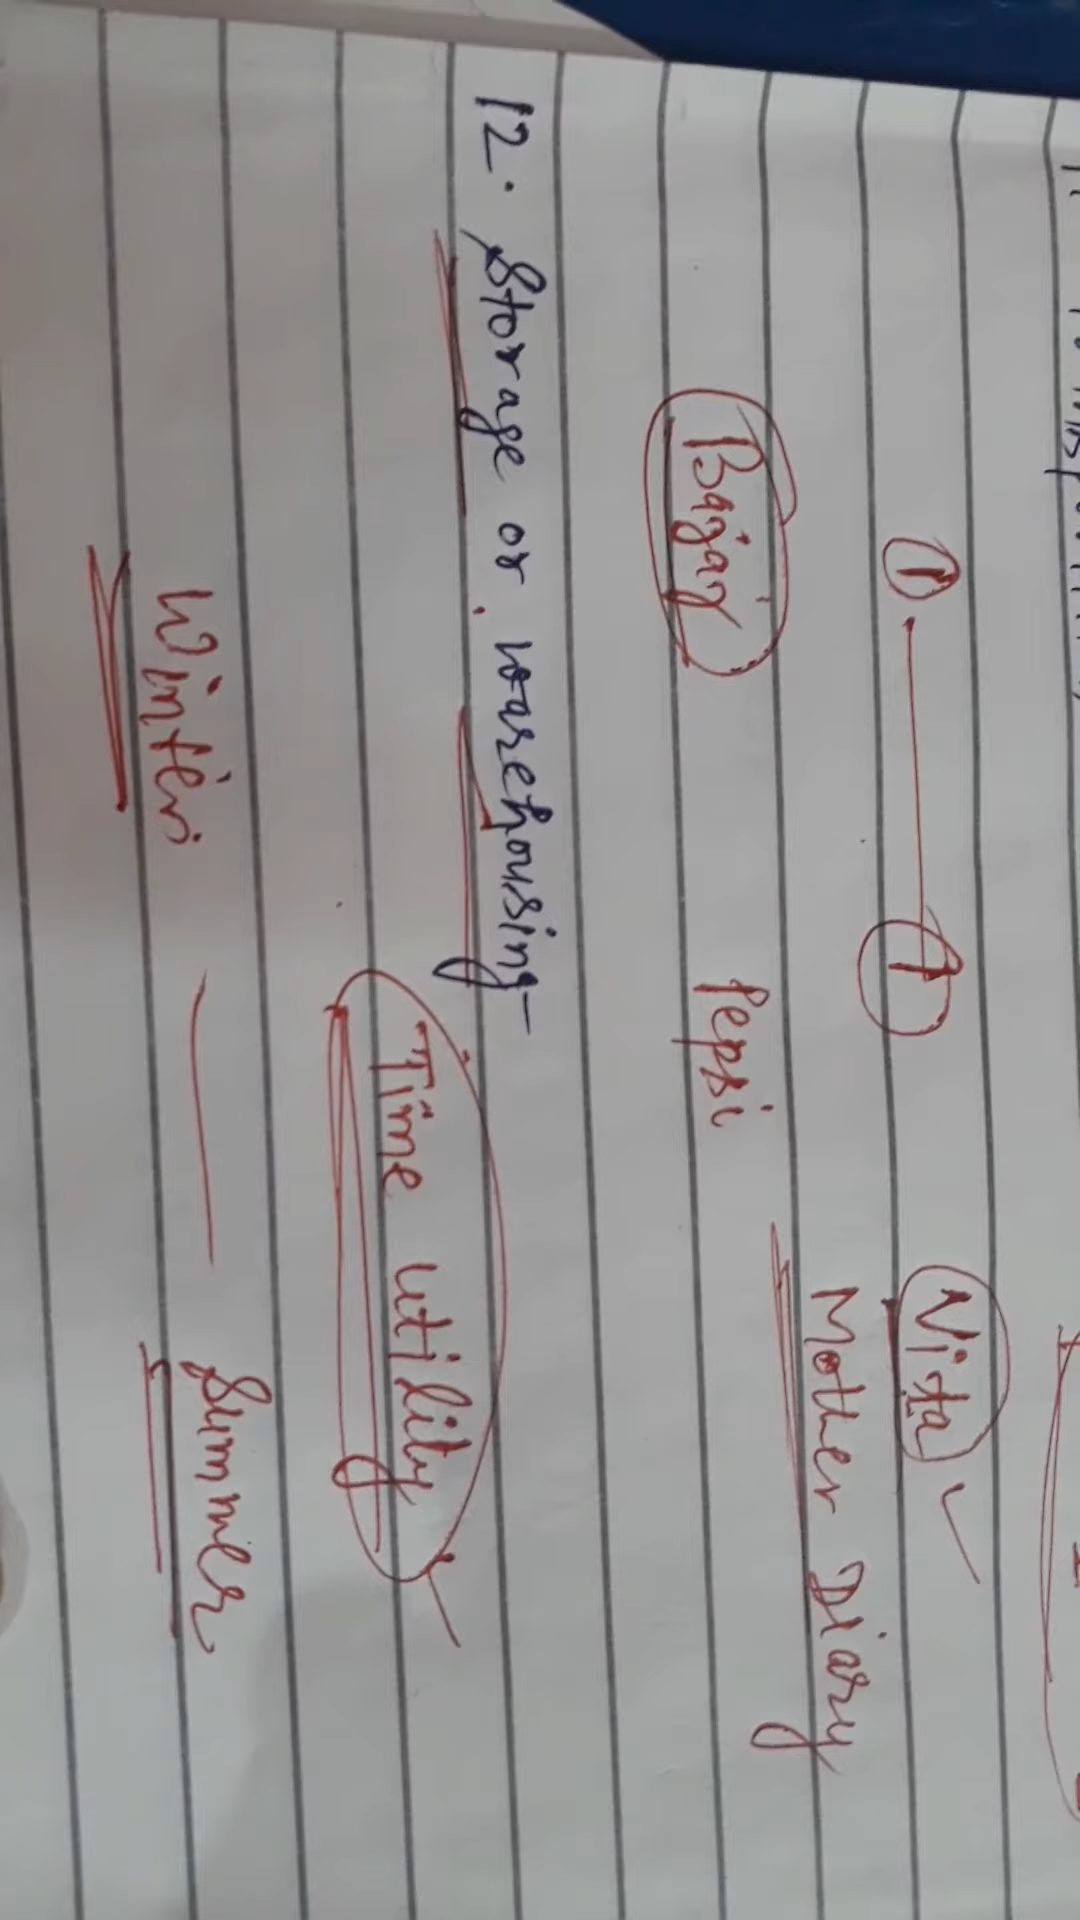 ① — ① Vita
Mother Diary
Bajaj Pepsi
12. Storage or warehousing-
Time utility
Winter — Summer